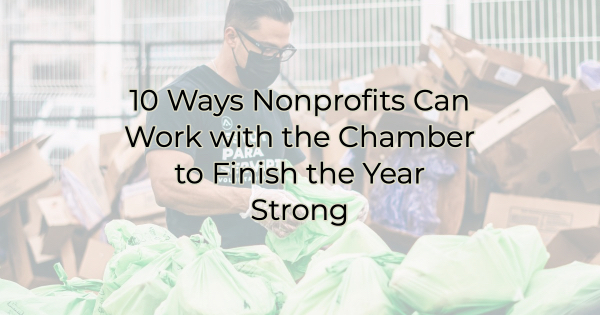 10 Ways Nonprofits Can
Work with the Chamber
to Finish the Year
Strong
PARA